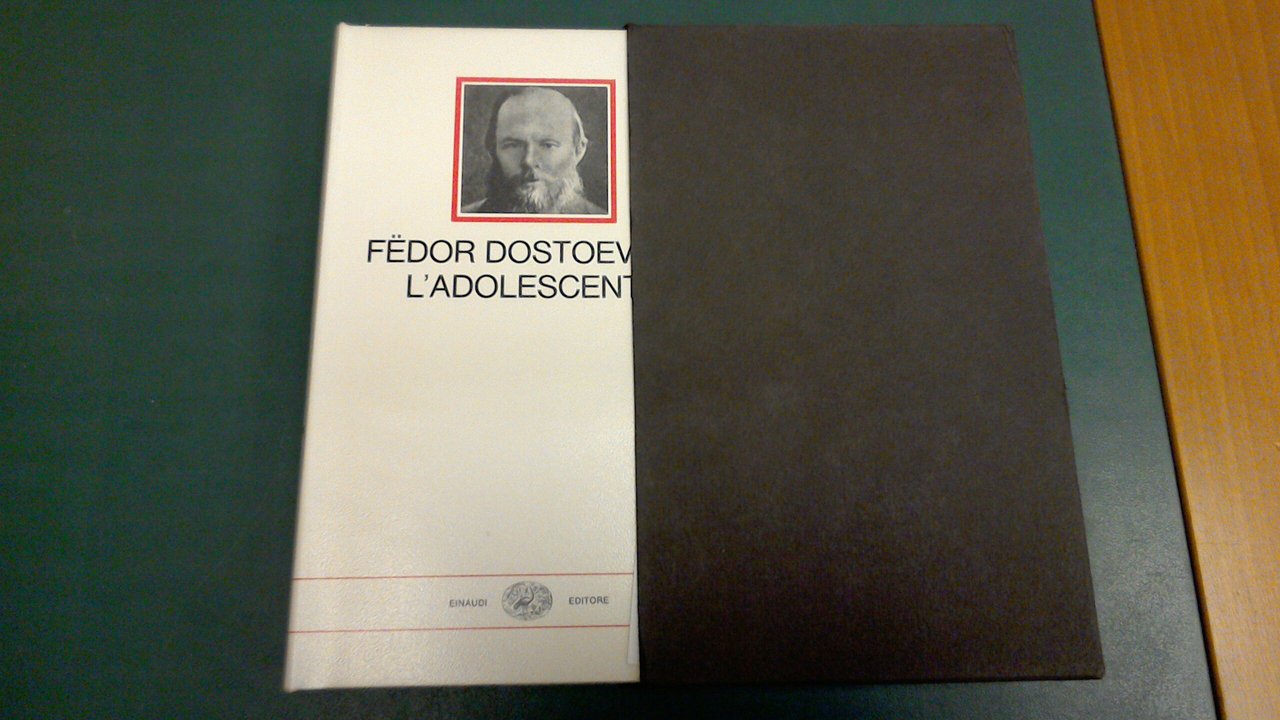 FËDOR DOSTOEV
L'ADOLESCENT
EINAUDI EDITORE